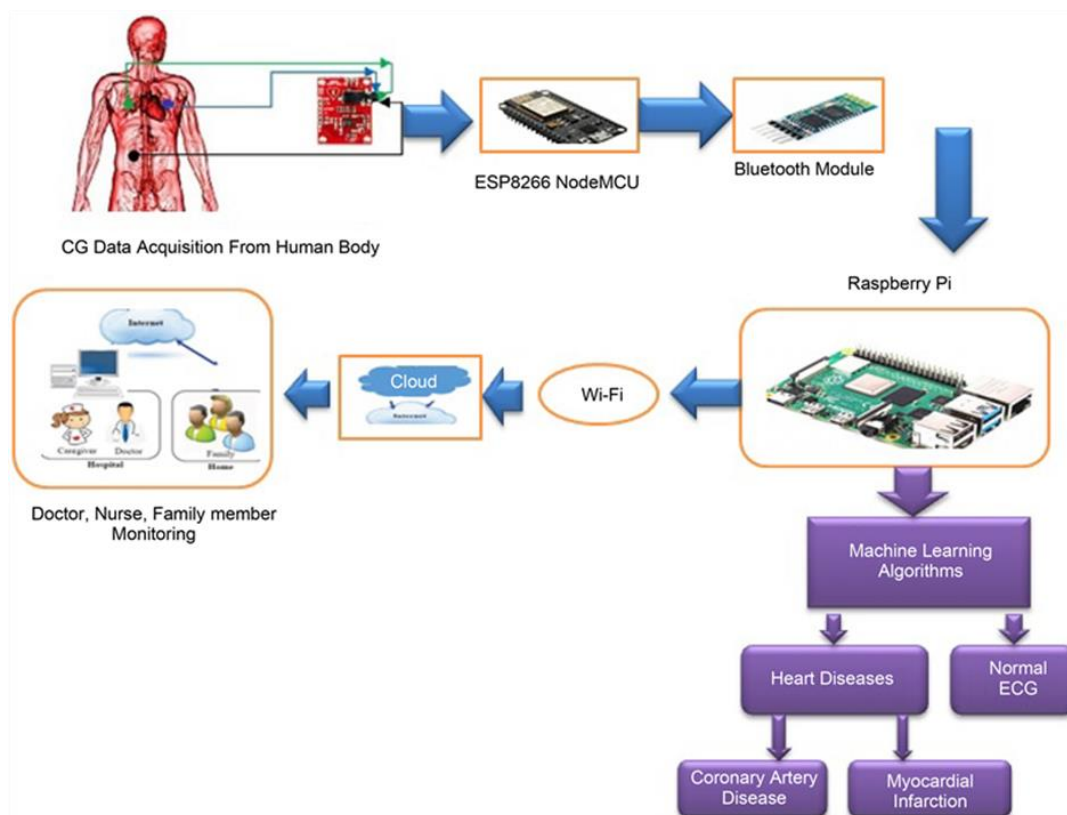 ESP8266 NodeMCU
Bluetooth Module
CG Data Acquisition From Human Body
Raspberry Pi
Internet
Caregiver
Doctor
Hospital
Family
Home
Cloud
Internet
Wi-Fi
Doctor, Nurse, Family member
Monitoring
Machine Learning
Algorithms
Heart Diseases
Normal
ECG
Coronary Artery
Disease
Myocardial
Infarction